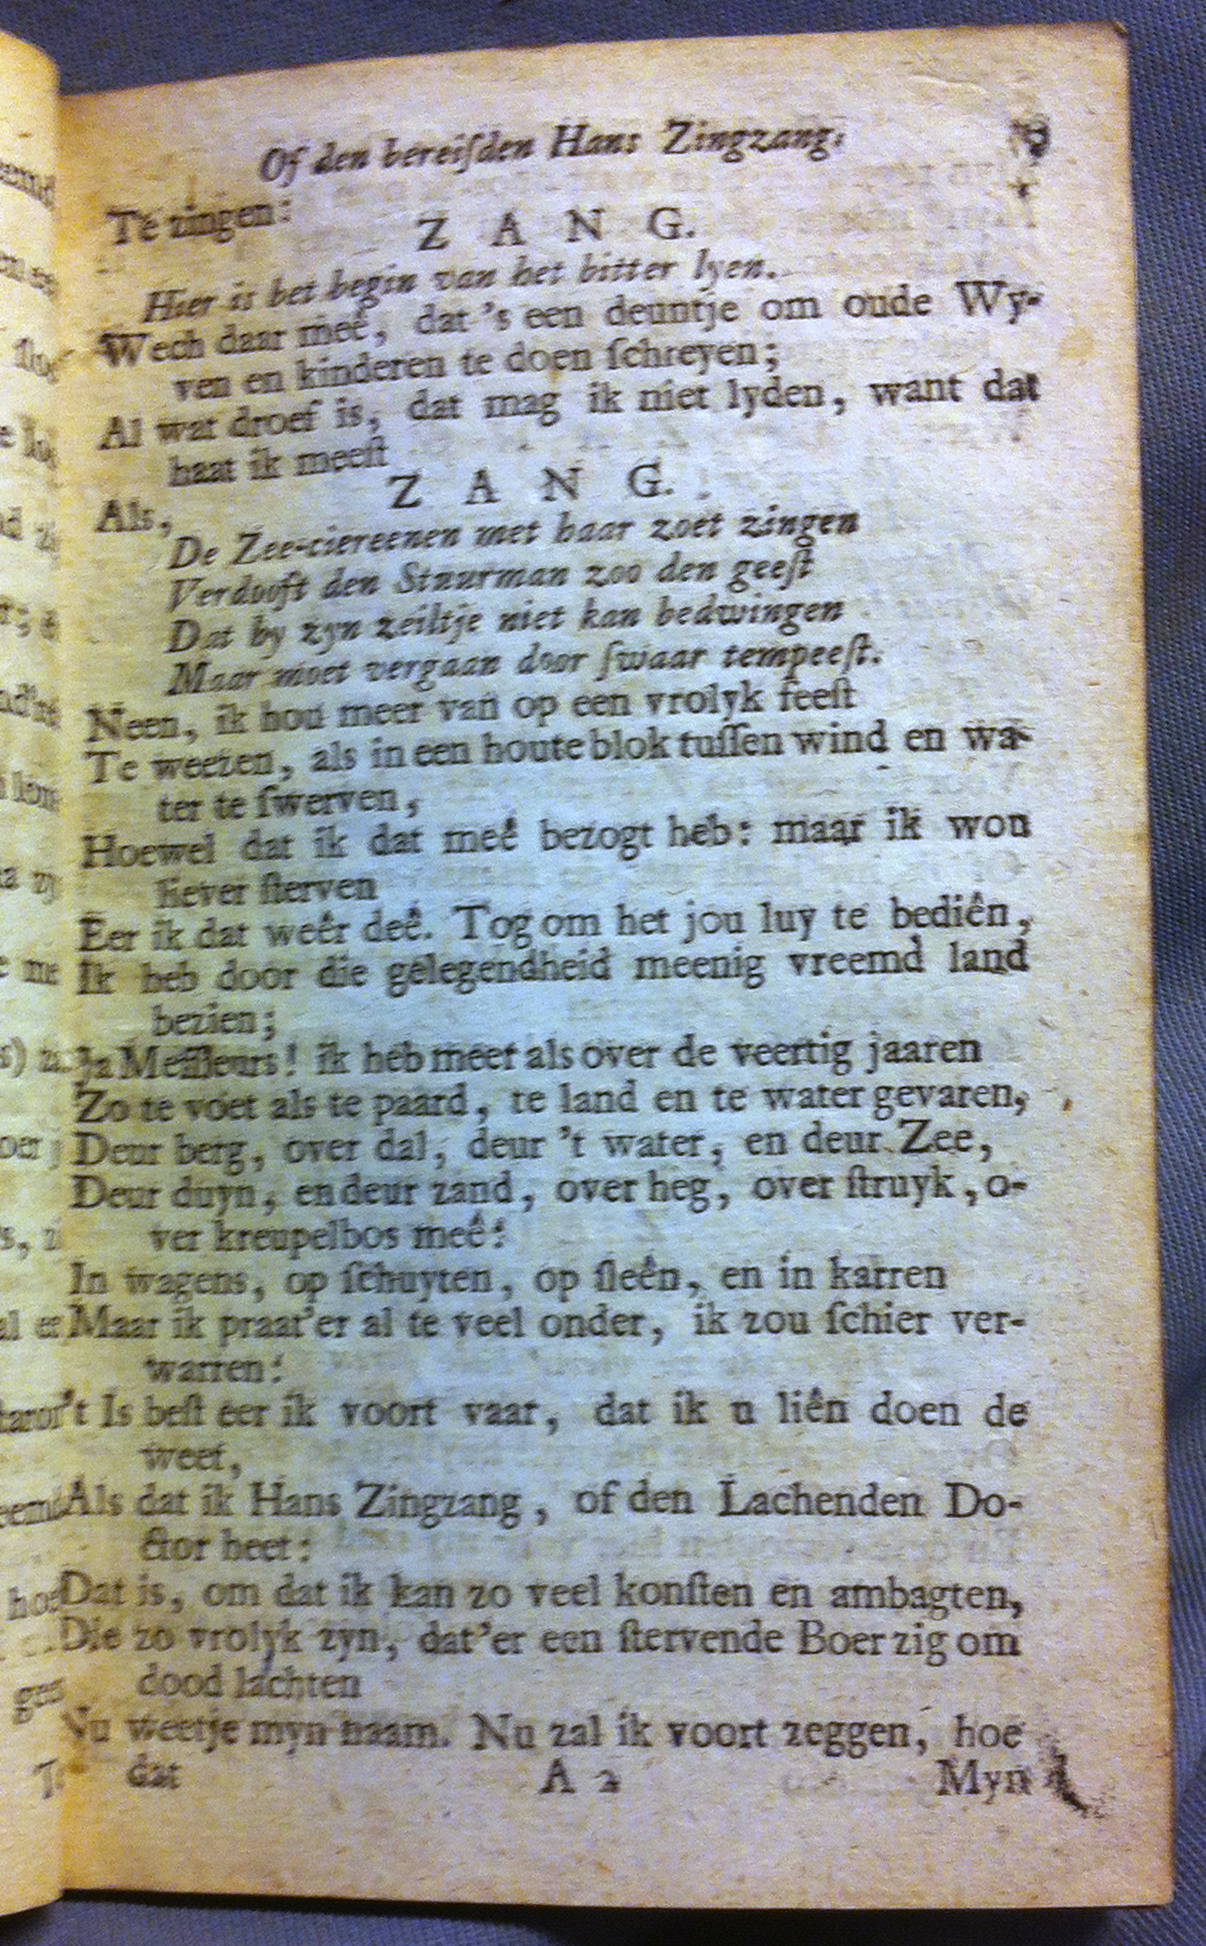 Of den bereiſden Hans Zingzang.
Te zingen:
Z A N G.
Hier is het begin van het bitter lyen.
Wech daar meê, dat 's een deuntje om oude Wy-
ven en kinderen te doen ſchreyen;
Al wat droef is, dat mag ik niet lyden, want dat
haat ik meeſt
Z A N G.
Als,
De Zee-ciereenen met haar zoet zingen
Verdooft den Stuurman zoo den geeſt
Dat hy zyn zeiltje niet kan bedwingen
Maar moet vergaan door ſwaar tempeeſt.
Neen, ik hou meer van op een vrolyk feeſt
Te weeten, als in een houte blok tuſſen wind en wa-
ter te ſwerven,
Hoewel dat ik dat meê bezogt heb: maar ik wou
liever ſterven
Eer ik dat weêr deê. Tog om het jou luy te bediên,
Ik heb door die gelegendheid meenig vreemd land
bezien;
Ja Meſſieurs! ik heb meer als over de veertig jaaren
Zo te voet als te paard, te land en te water gevaren,
Deur berg, over dal, deur 't water, en deur Zee,
Deur duyn, en deur zand, over heg, over ſtruyk, o-
ver kreupelbos meê:
In wagens, op ſchuyten, op ſleên, en in karren
Maar ik praat'er al te veel onder, ik zou ſchier ver-
warren:
't Is beſt eer ik voort vaar, dat ik u liên doen de
weet,
Als dat ik Hans Zingzang, of den Lachenden Do-
ctor heet:
Dat is, om dat ik kan zo veel konſten en ambagten,
Die zo vrolyk zyn, dat'er een ſtervende Boer zig om
dood lachten
Nu weetje myn naam. Nu zal ik voort zeggen, hoe
dat A 2 Myn